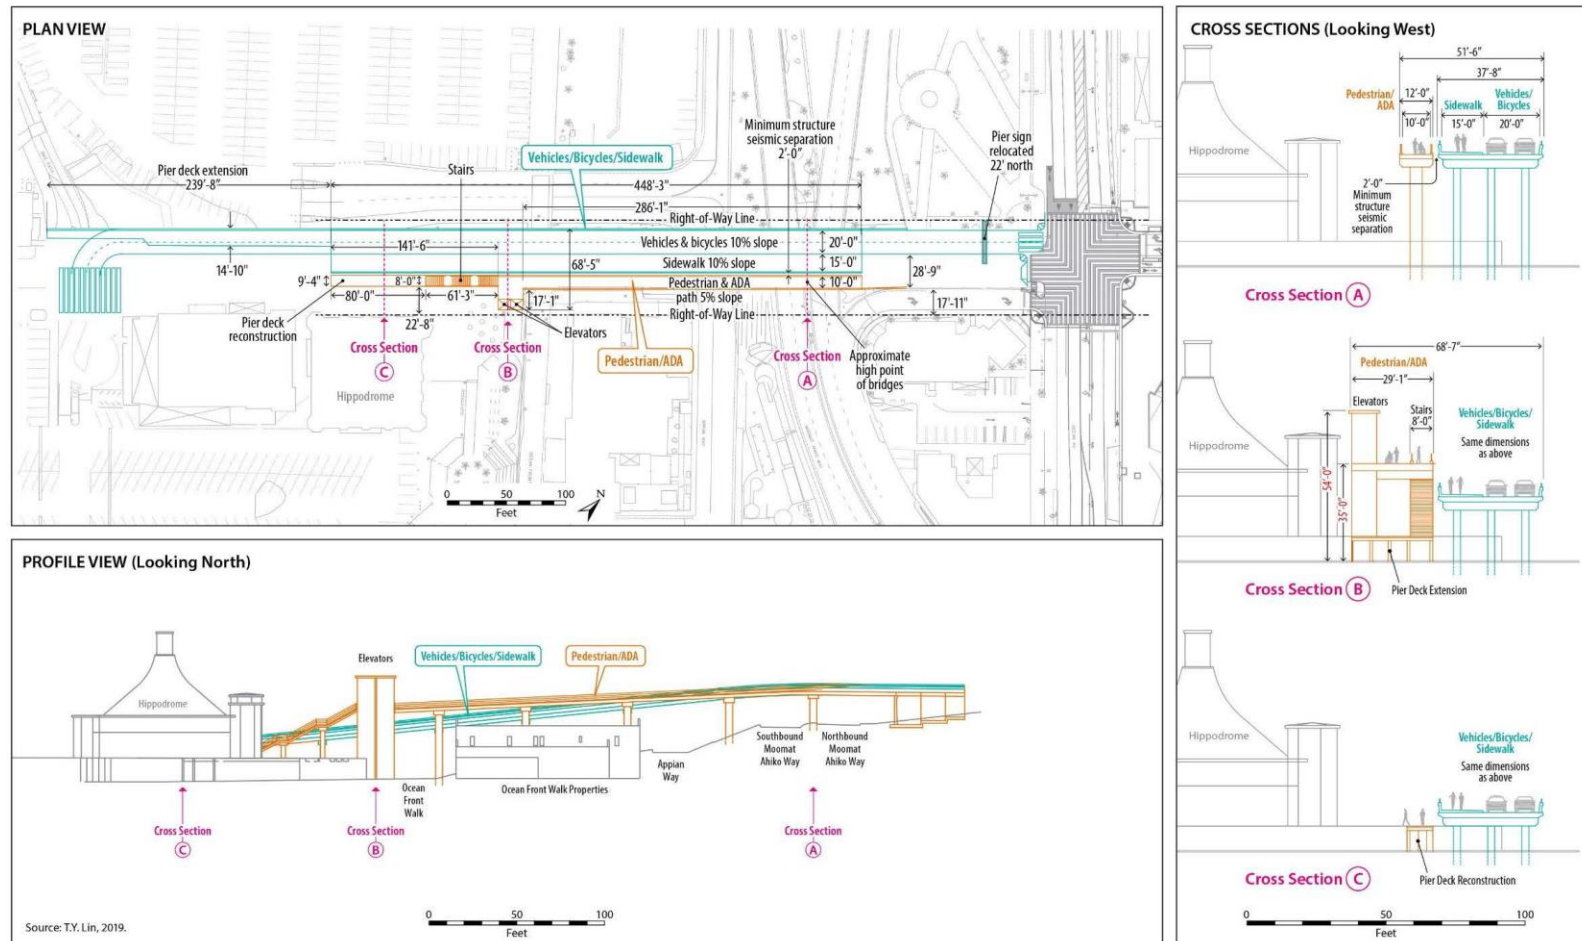 PLAN VIEW
Pier deck extension
239'-8"
Vehicles/Bicycles/Sidewalk
Stairs
Minimum structure
seismic separation
2'-0"
Pier sign
relocated
22' north
448'-3"
286'-1"
Right-of-Way Line
141'-6"
Vehicles & bicycles 10% slope
20'-0"
68'-5"
Sidewalk 10% slope
15'-0"
28'-9"
14'-10"
9'-4"
8'-0"
Pedestrian & ADA
path 5% slope
10'-0"
80'-0"
61'-3"
17'-1"
17'-11"
22'-8"
Right-of-Way Line
Pier deck
reconstruction
Elevators
Cross Section
C
Cross Section
B
Pedestrian/ADA
Cross Section
A
Approximate
high point
of bridges
Hippodrome
0 50 100
Feet
N
PROFILE VIEW (Looking North)
Elevators
Vehicles/Bicycles/Sidewalk
Pedestrian/ADA
Hippodrome
Ocean
Front
Walk
Ocean Front Walk Properties
Appian
Way
Southbound
Moomat
Ahiko Way
Northbound
Moomat
Ahiko Way
Cross Section
C
Cross Section
B
Cross Section
A
Source: T.Y. Lin, 2019.
0 50 100
Feet
CROSS SECTIONS (Looking West)
51'-6"
37'-8"
Pedestrian/
ADA
12'-0"
10'-0"
Sidewalk
15'-0"
Vehicles/
Bicycles
20'-0"
Hippodrome
2'-0"
Minimum
structure
seismic
separation
Cross Section A
68'-7"
Pedestrian/ADA
29'-1"
Elevators
Stairs
8'-0"
Vehicles/Bicycles/
Sidewalk
Same dimensions
as above
Hippodrome
54'-0"
35'-0"
Cross Section B
Pier Deck Extension
Hippodrome
Vehicles/Bicycles/
Sidewalk
Same dimensions
as above
Cross Section C
Pier Deck Reconstruction
0 50 100
Feet